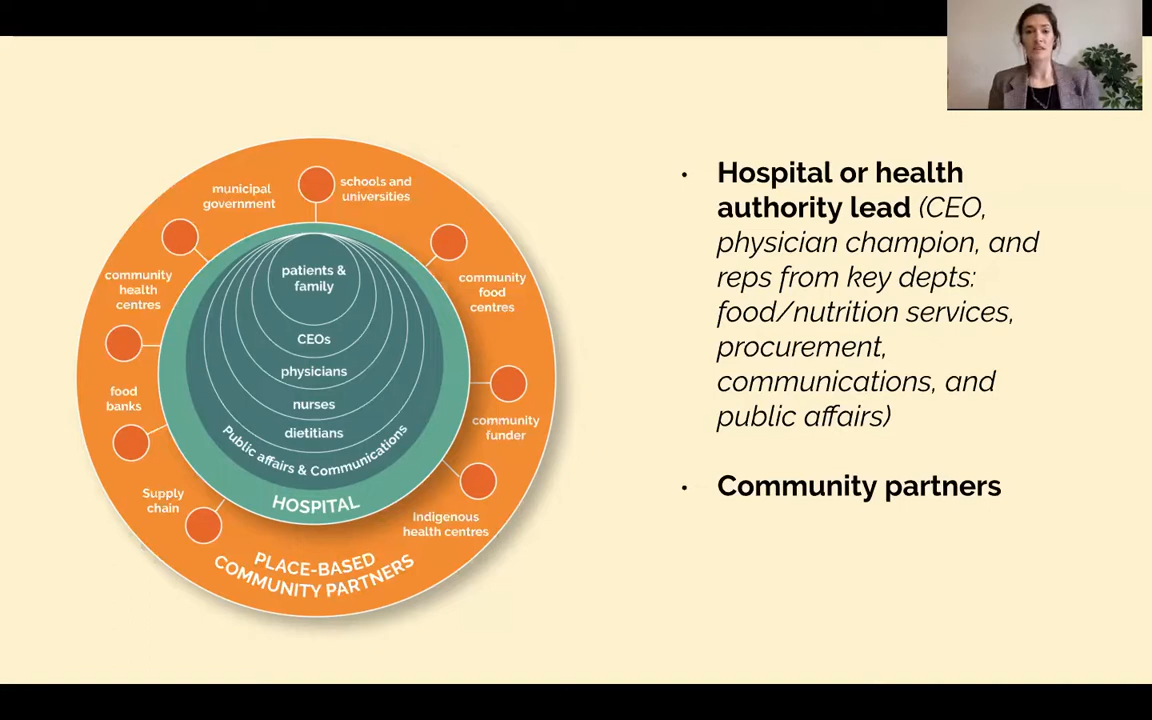 municipal
government
schools and
universities
community
health
centres
community
food
centres
food
banks
community
funder
Supply
chain
Indigenous
health centres
patients &
family
CEOs
physicians
nurses
dietitians
Public affairs & Communications
HOSPITAL
PLACE-BASED
COMMUNITY PARTNERS
• Hospital or health
authority lead (CEO,
physician champion, and
reps from key depts:
food/nutrition services,
procurement,
communications, and
public affairs)
• Community partners